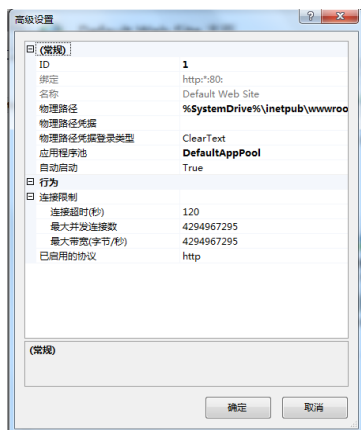 高级设置
(常规)
ID 1
绑定 http:*:80:
名称 Default Web Site
物理路径 %SystemDrive%\inetpub\wwwroo
物理路径凭据
物理路径凭据登录类型 ClearText
应用程序池 DefaultAppPool
自动启动 True
行为
连接限制
连接超时(秒) 120
最大并发连接数 4294967295
最大带宽(字节/秒) 4294967295
已启用的协议 http
(常规)
确定 取消